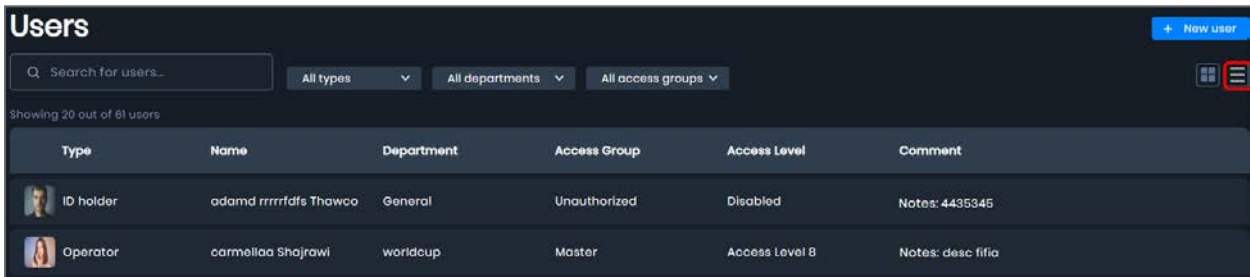 Users
+ New user
Search for users...
All types
All departments
All access groups
Showing 20 out of 61 users
Type Name Department Access Group Access Level Comment
ID holder adamd rrrrrfdfs Thawco General Unauthorized Disabled Notes: 4435345
Operator carmellaa Shajrawi worldcup Master Access Level 8 Notes: desc fifia